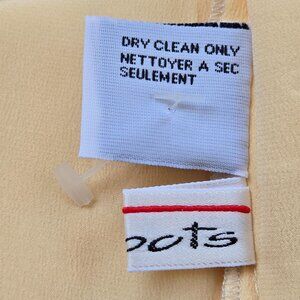 DRY CLEAN ONLY
NETTOYER A SEC
SEULEMENT